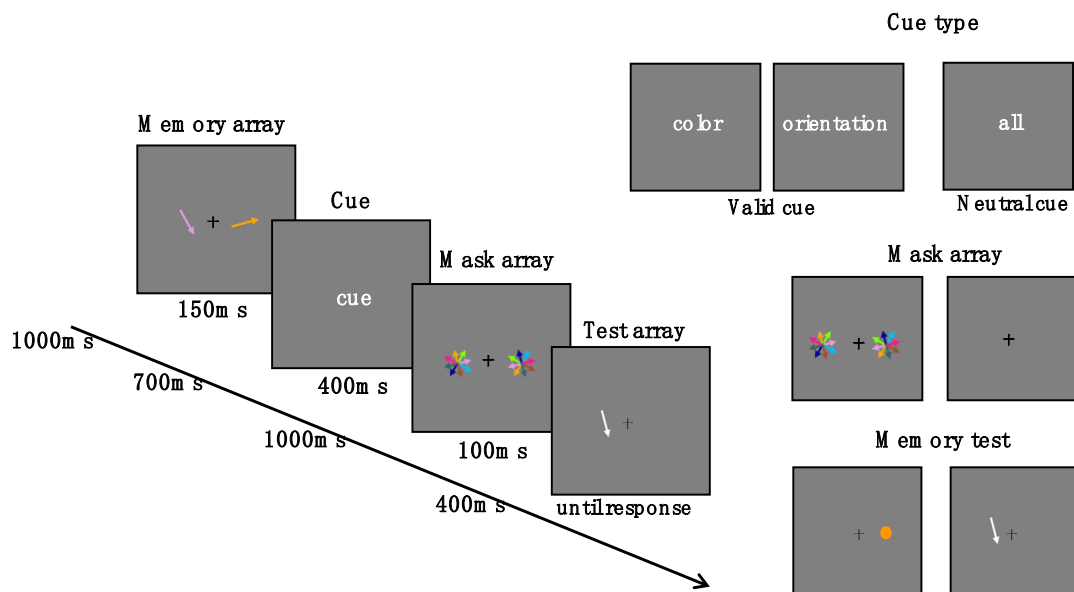 Cue type
color
orientation
all
Valid cue
Neutral cue
Memory array
+
150ms
Cue
cue
400ms
Mask array
+
100ms
Test array
+
until response
1000ms
700ms
1000ms
400ms
Mask array
+
+
Memory test
+
+